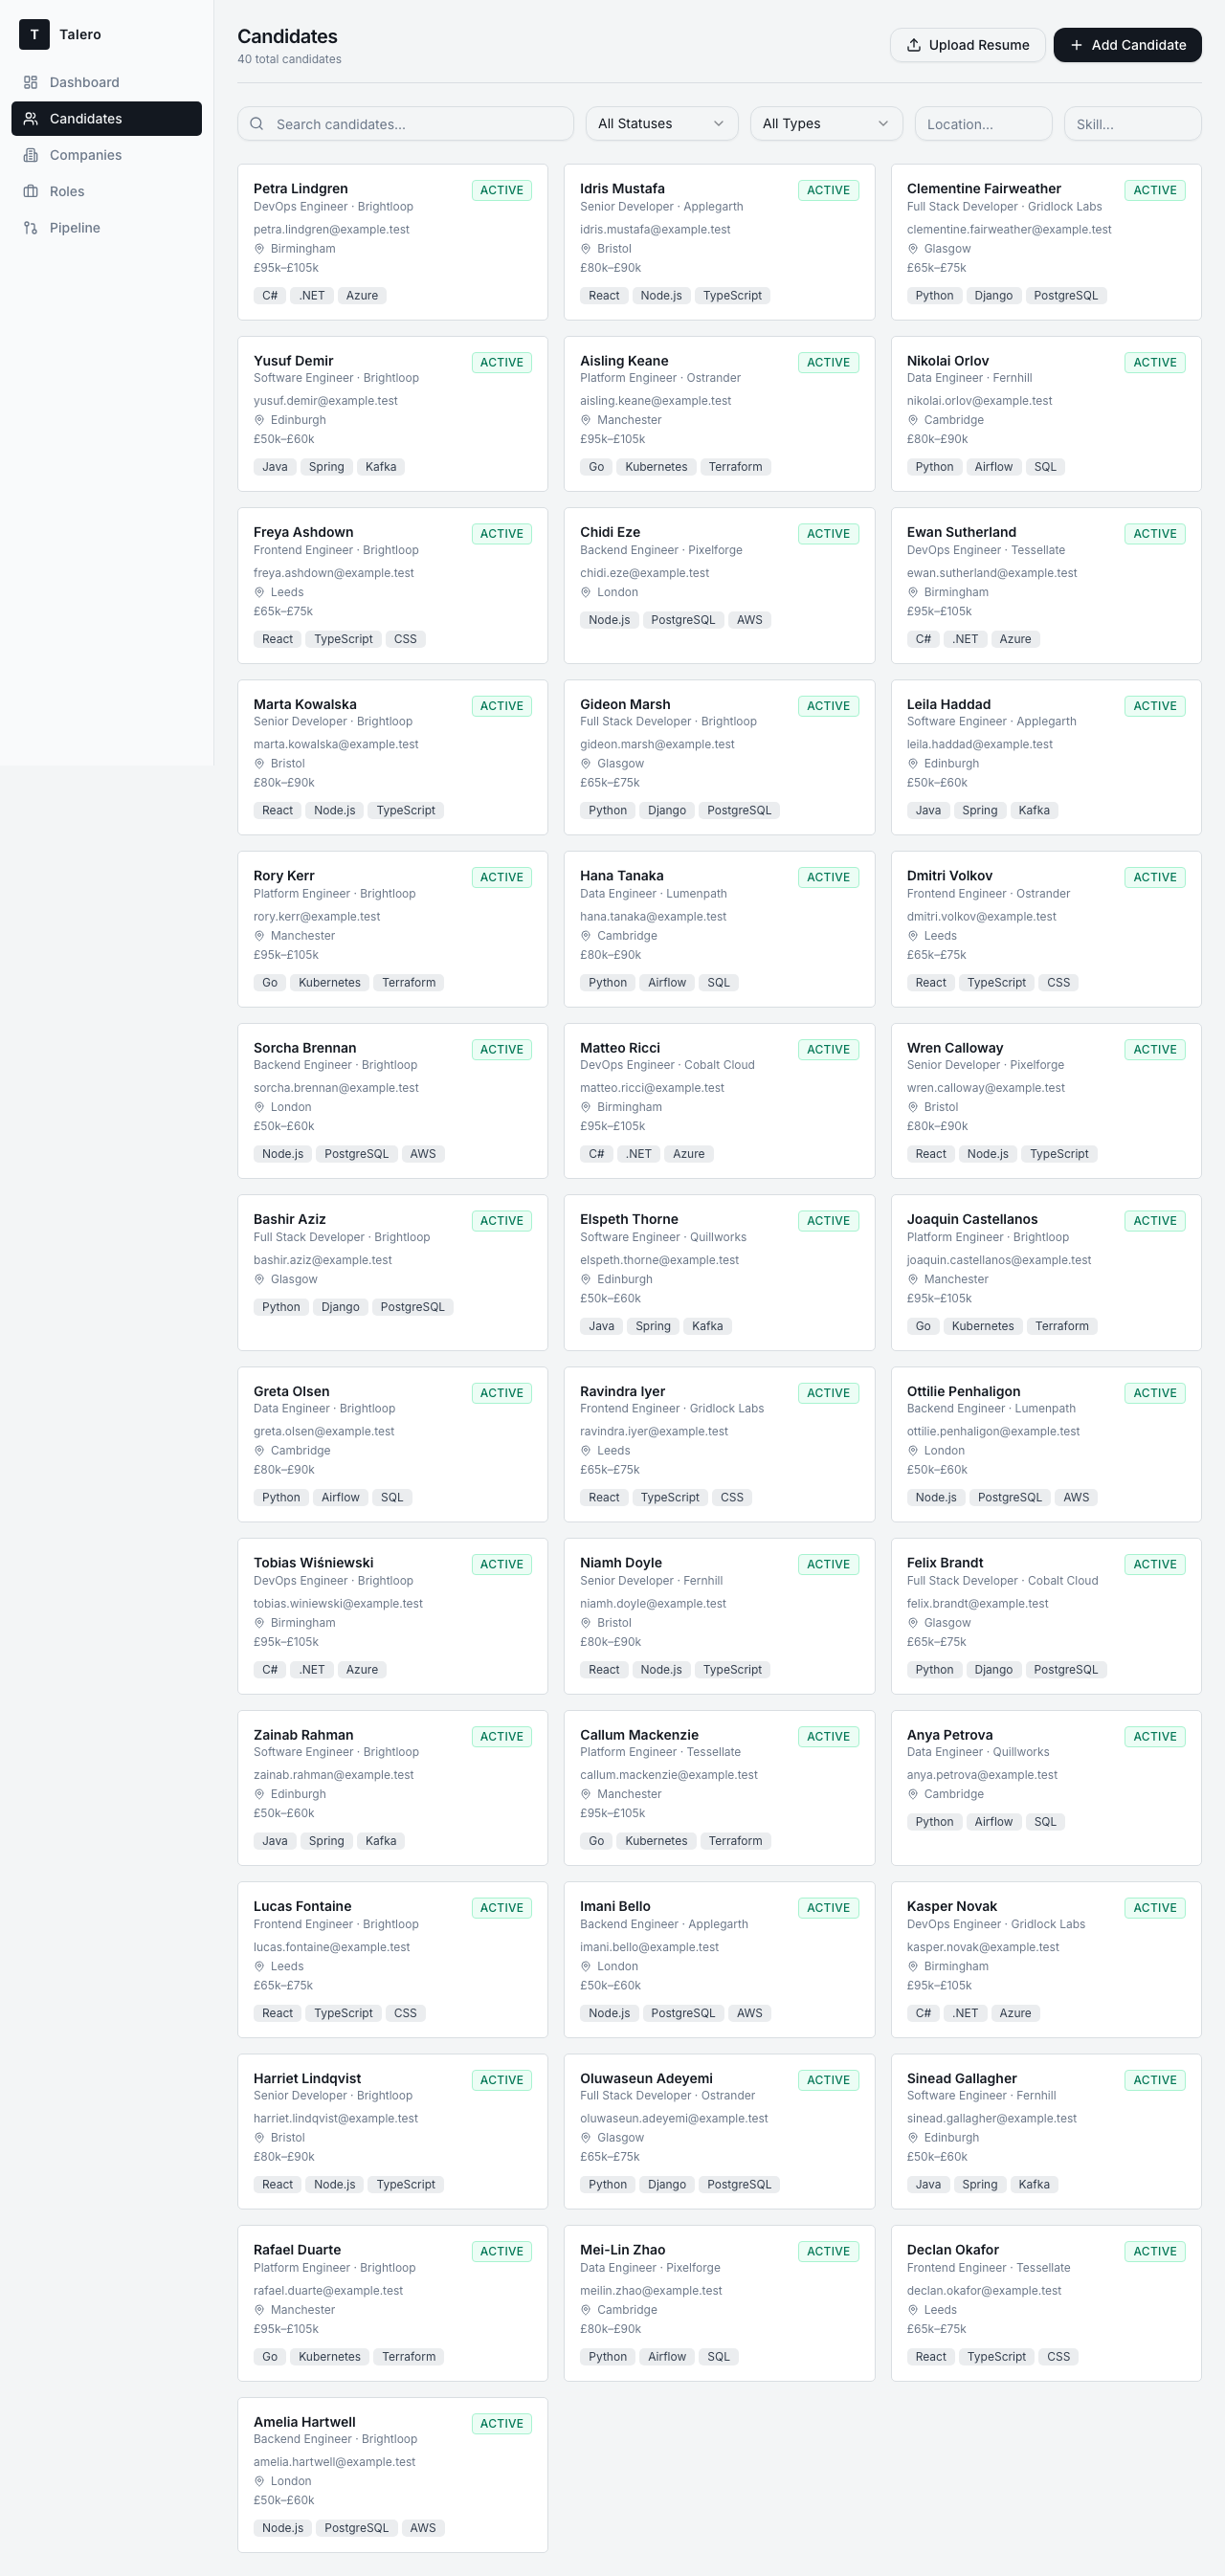 T Talero
Dashboard
Candidates
Companies
Roles
Pipeline
Candidates
40 total candidates
Upload Resume
Add Candidate
Search candidates...
All Statuses
All Types
Location...
Skill...
Petra Lindgren
ACTIVE
DevOps Engineer · Brightloop
petra.lindgren@example.test
Birmingham
£95k–£105k
C# .NET Azure
Idris Mustafa
ACTIVE
Senior Developer · Applegarth
idris.mustafa@example.test
Bristol
£80k–£90k
React Node.js TypeScript
Clementine Fairweather
ACTIVE
Full Stack Developer · Gridlock Labs
clementine.fairweather@example.test
Glasgow
£65k–£75k
Python Django PostgreSQL
Yusuf Demir
ACTIVE
Software Engineer · Brightloop
yusuf.demir@example.test
Edinburgh
£50k–£60k
Java Spring Kafka
Aisling Keane
ACTIVE
Platform Engineer · Ostrander
aisling.keane@example.test
Manchester
£95k–£105k
Go Kubernetes Terraform
Nikolai Orlov
ACTIVE
Data Engineer · Fernhill
nikolai.orlov@example.test
Cambridge
£80k–£90k
Python Airflow SQL
Freya Ashdown
ACTIVE
Frontend Engineer · Brightloop
freya.ashdown@example.test
Leeds
£65k–£75k
React TypeScript CSS
Chidi Eze
ACTIVE
Backend Engineer · Pixelforge
chidi.eze@example.test
London
Node.js PostgreSQL AWS
Ewan Sutherland
ACTIVE
DevOps Engineer · Tessellate
ewan.sutherland@example.test
Birmingham
£95k–£105k
C# .NET Azure
Marta Kowalska
ACTIVE
Senior Developer · Brightloop
marta.kowalska@example.test
Bristol
£80k–£90k
React Node.js TypeScript
Gideon Marsh
ACTIVE
Full Stack Developer · Brightloop
gideon.marsh@example.test
Glasgow
£65k–£75k
Python Django PostgreSQL
Leila Haddad
ACTIVE
Software Engineer · Applegarth
leila.haddad@example.test
Edinburgh
£50k–£60k
Java Spring Kafka
Rory Kerr
ACTIVE
Platform Engineer · Brightloop
rory.kerr@example.test
Manchester
£95k–£105k
Go Kubernetes Terraform
Hana Tanaka
ACTIVE
Data Engineer · Lumenpath
hana.tanaka@example.test
Cambridge
£80k–£90k
Python Airflow SQL
Dmitri Volkov
ACTIVE
Frontend Engineer · Ostrander
dmitri.volkov@example.test
Leeds
£65k–£75k
React TypeScript CSS
Sorcha Brennan
ACTIVE
Backend Engineer · Brightloop
sorcha.brennan@example.test
London
£50k–£60k
Node.js PostgreSQL AWS
Matteo Ricci
ACTIVE
DevOps Engineer · Cobalt Cloud
matteo.ricci@example.test
Birmingham
£95k–£105k
C# .NET Azure
Wren Calloway
ACTIVE
Senior Developer · Pixelforge
wren.calloway@example.test
Bristol
£80k–£90k
React Node.js TypeScript
Bashir Aziz
ACTIVE
Full Stack Developer · Brightloop
bashir.aziz@example.test
Glasgow
Python Django PostgreSQL
Elspeth Thorne
ACTIVE
Software Engineer · Quillworks
elspeth.thorne@example.test
Edinburgh
£50k–£60k
Java Spring Kafka
Joaquin Castellanos
ACTIVE
Platform Engineer · Brightloop
joaquin.castellanos@example.test
Manchester
£95k–£105k
Go Kubernetes Terraform
Greta Olsen
ACTIVE
Data Engineer · Brightloop
greta.olsen@example.test
Cambridge
£80k–£90k
Python Airflow SQL
Ravindra Iyer
ACTIVE
Frontend Engineer · Gridlock Labs
ravindra.iyer@example.test
Leeds
£65k–£75k
React TypeScript CSS
Ottilie Penhaligon
ACTIVE
Backend Engineer · Lumenpath
ottilie.penhaligon@example.test
London
£50k–£60k
Node.js PostgreSQL AWS
Tobias Wiśniewski
ACTIVE
DevOps Engineer · Brightloop
tobias.winiewski@example.test
Birmingham
£95k–£105k
C# .NET Azure
Niamh Doyle
ACTIVE
Senior Developer · Fernhill
niamh.doyle@example.test
Bristol
£80k–£90k
React Node.js TypeScript
Felix Brandt
ACTIVE
Full Stack Developer · Cobalt Cloud
felix.brandt@example.test
Glasgow
£65k–£75k
Python Django PostgreSQL
Zainab Rahman
ACTIVE
Software Engineer · Brightloop
zainab.rahman@example.test
Edinburgh
£50k–£60k
Java Spring Kafka
Callum Mackenzie
ACTIVE
Platform Engineer · Tessellate
callum.mackenzie@example.test
Manchester
£95k–£105k
Go Kubernetes Terraform
Anya Petrova
ACTIVE
Data Engineer · Quillworks
anya.petrova@example.test
Cambridge
Python Airflow SQL
Lucas Fontaine
ACTIVE
Frontend Engineer · Brightloop
lucas.fontaine@example.test
Leeds
£65k–£75k
React TypeScript CSS
Imani Bello
ACTIVE
Backend Engineer · Applegarth
imani.bello@example.test
London
£50k–£60k
Node.js PostgreSQL AWS
Kasper Novak
ACTIVE
DevOps Engineer · Gridlock Labs
kasper.novak@example.test
Birmingham
£95k–£105k
C# .NET Azure
Harriet Lindqvist
ACTIVE
Senior Developer · Brightloop
harriet.lindqvist@example.test
Bristol
£80k–£90k
React Node.js TypeScript
Oluwaseun Adeyemi
ACTIVE
Full Stack Developer · Ostrander
oluwaseun.adeyemi@example.test
Glasgow
£65k–£75k
Python Django PostgreSQL
Sinead Gallagher
ACTIVE
Software Engineer · Fernhill
sinead.gallagher@example.test
Edinburgh
£50k–£60k
Java Spring Kafka
Rafael Duarte
ACTIVE
Platform Engineer · Brightloop
rafael.duarte@example.test
Manchester
£95k–£105k
Go Kubernetes Terraform
Mei-Lin Zhao
ACTIVE
Data Engineer · Pixelforge
meilin.zhao@example.test
Cambridge
£80k–£90k
Python Airflow SQL
Declan Okafor
ACTIVE
Frontend Engineer · Tessellate
declan.okafor@example.test
Leeds
£65k–£75k
React TypeScript CSS
Amelia Hartwell
ACTIVE
Backend Engineer · Brightloop
amelia.hartwell@example.test
London
£50k–£60k
Node.js PostgreSQL AWS